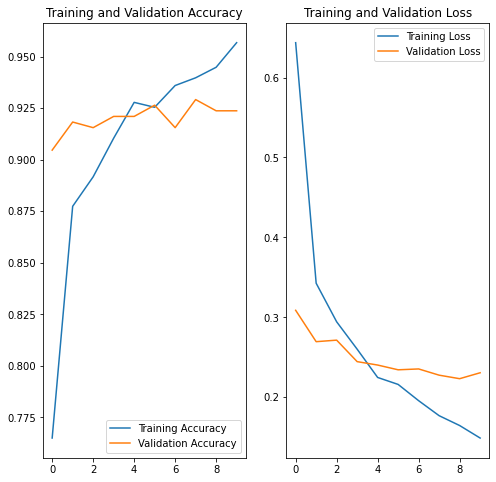 Training and Validation Accuracy
0.950
0.925
0.900
0.875
0.850
0.825
0.800
0.775
0 2 4 6 8
Training Accuracy
Validation Accuracy
Training and Validation Loss
Training Loss
Validation Loss
0.6
0.5
0.4
0.3
0.2
0 2 4 6 8